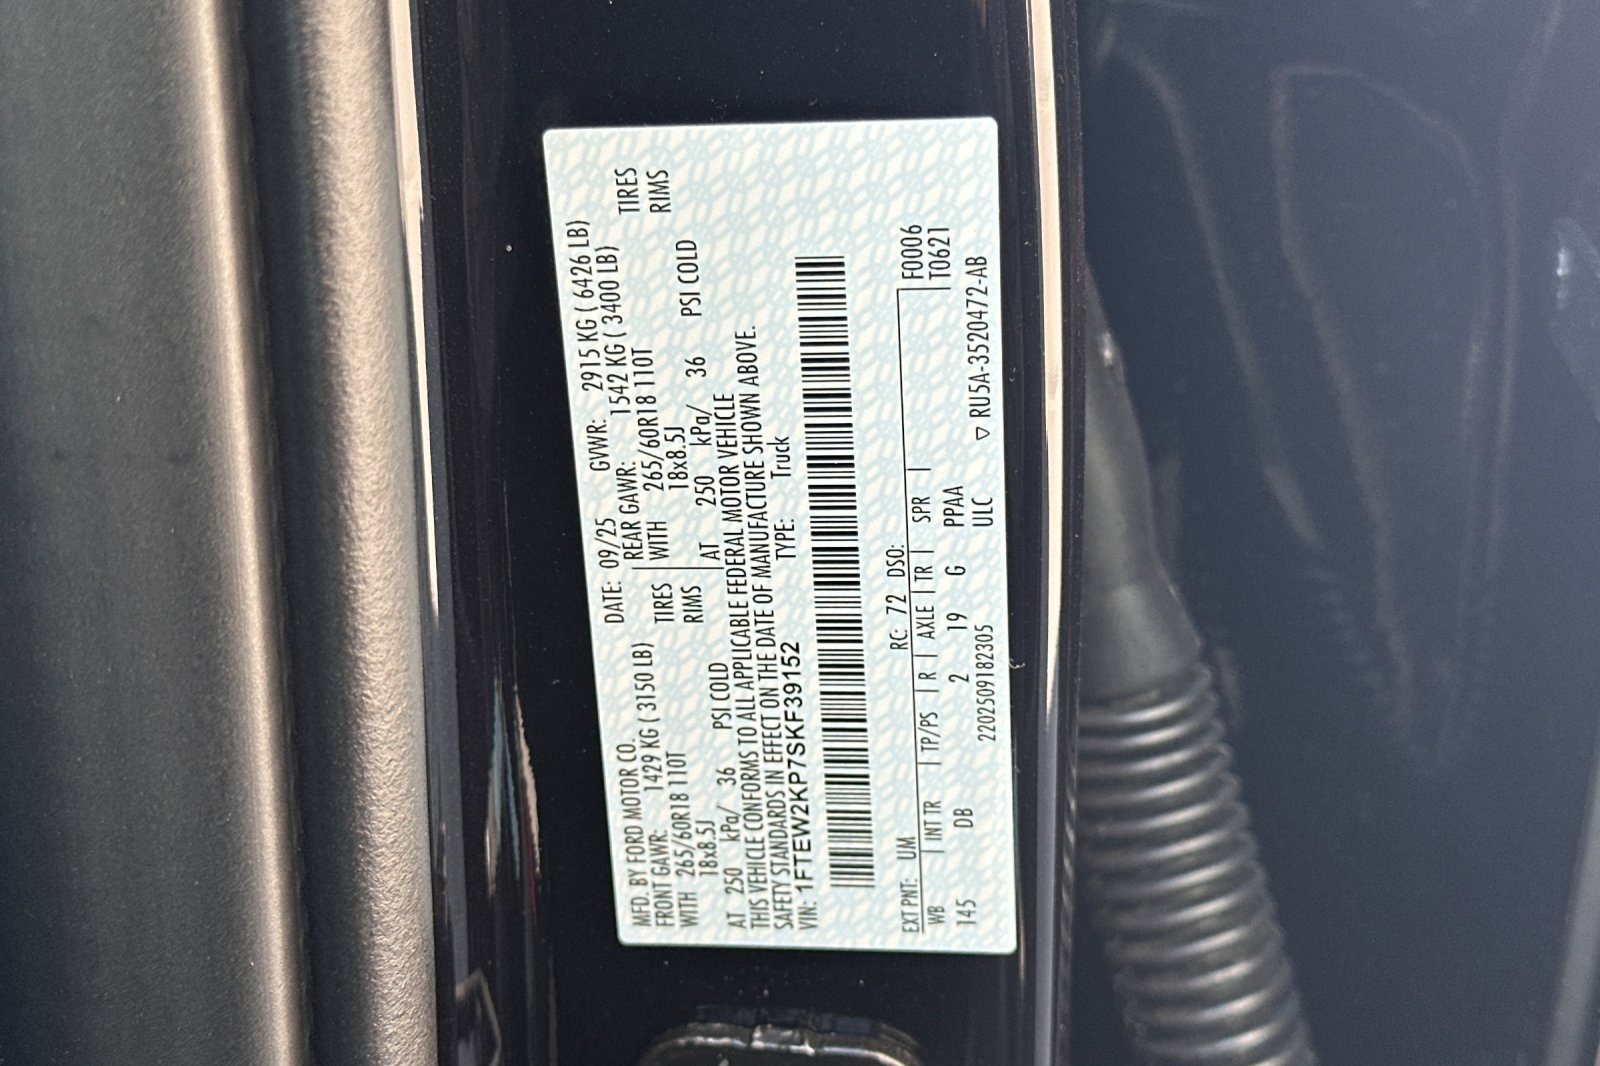 MFD. BY FORD MOTOR CO. DATE: 09/25 GVWR: 2915 KG ( 6426 LB)
FRONT GAWR: 1429 KG ( 3150 LB) REAR GAWR: 1542 KG ( 3400 LB)
WITH 265/60R18 110T TIRES WITH 265/60R18 110T TIRES
18x8.5J RIMS 18x8.5J RIMS
AT 250 kPa/ 36 PSI COLD AT 250 kPa/ 36 PSI COLD
THIS VEHICLE CONFORMS TO ALL APPLICABLE FEDERAL MOTOR VEHICLE
SAFETY STANDARDS IN EFFECT ON THE DATE OF MANUFACTURE SHOWN ABOVE.
VIN: 1FTEW2KP7SKF39152 TYPE: Truck
EXT PNT: UM RC: 72 DSO: F0006
WB INT TR TP/PS R AXLE TR SPR T0621
145 DB 2 19 G PPAA
2202509182305 ULC ▽ RU5A-3520472-AB